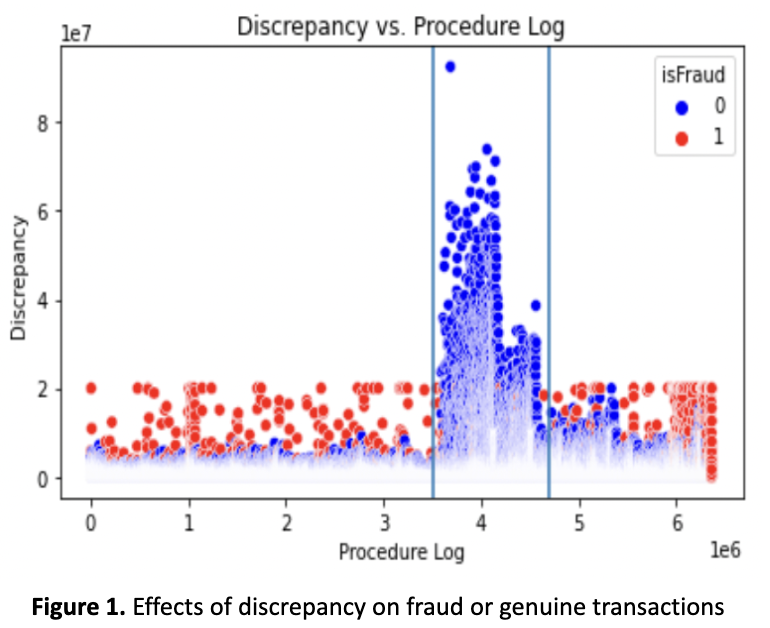 Discrepancy vs. Procedure Log
1e7
isFraud
0
1
8
6
4
2
0
Discrepancy
0 1 2 3 4 5 6
1e6
Procedure Log
Figure 1. Effects of discrepancy on fraud or genuine transactions